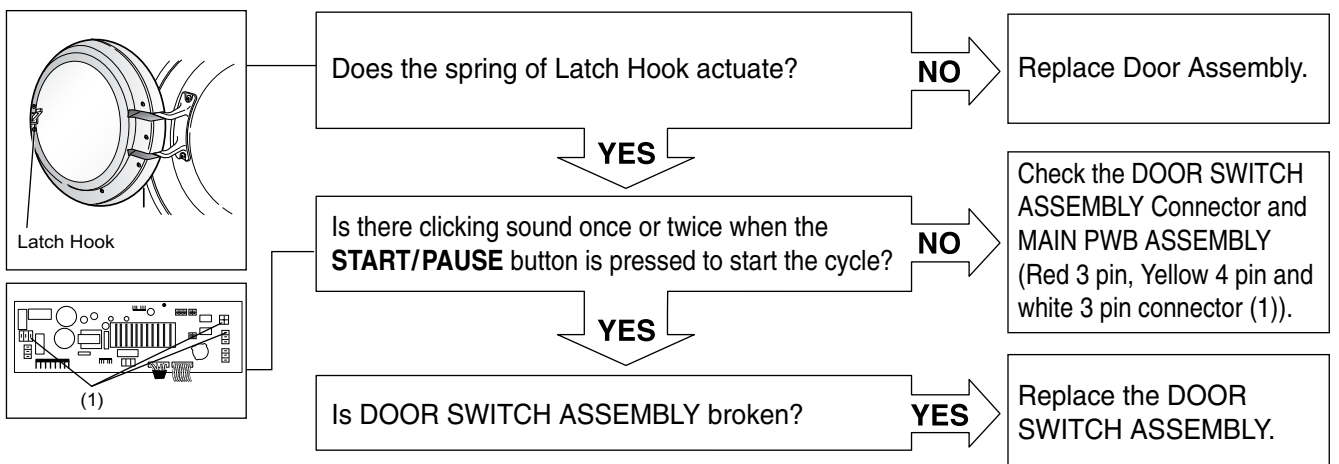 Latch Hook
Does the spring of Latch Hook actuate?
NO
Replace Door Assembly.
YES
Is there clicking sound once or twice when the
START/PAUSE button is pressed to start the cycle?
NO
Check the DOOR SWITCH
ASSEMBLY Connector and
MAIN PWB ASSEMBLY
(Red 3 pin, Yellow 4 pin and
white 3 pin connector (1)).
(1)
YES
Is DOOR SWITCH ASSEMBLY broken?
YES
Replace the DOOR
SWITCH ASSEMBLY.